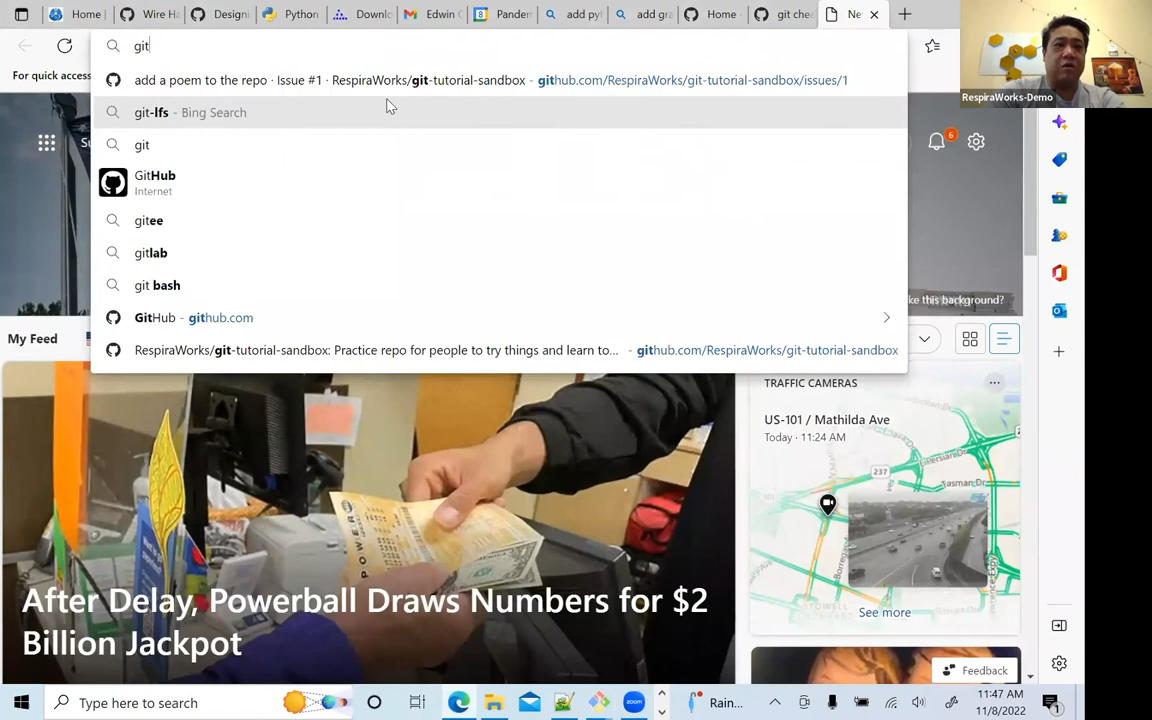 Home |
Wire Ha
Designi
Python
Downlo
Edwin C
Pandem
add pyt
add gra
Home -
git chea
Ne
git
For quick access
add a poem to the repo · Issue #1 · RespiraWorks/git-tutorial-sandbox - github.com/RespiraWorks/git-tutorial-sandbox/issues/1
git-lfs - Bing Search
git
GitHub
Internet
gitee
gitlab
git bash
GitHub - github.com
RespiraWorks/git-tutorial-sandbox: Practice repo for people to try things and learn to... - github.com/RespiraWorks/git-tutorial-sandbox
RespiraWorks-Demo
6
ke this background?
My Feed
After Delay, Powerball Draws Numbers for $2
Billion Jackpot
TRAFFIC CAMERAS
US-101 / Mathilda Ave
Today · 11:24 AM
237
See more
Feedback
Type here to search
zoom
Rain...
11:47 AM
11/8/2022
1